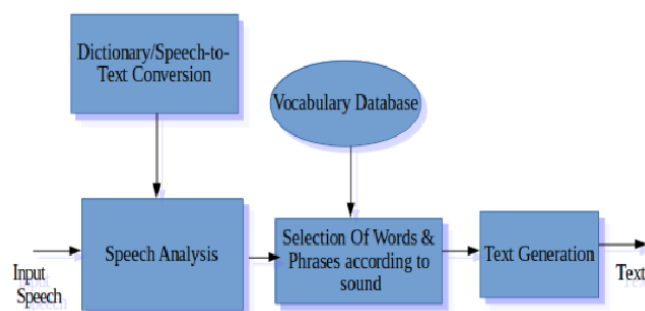 Dictionary/Speech-to-
Text Conversion
Vocabulary Database
Input
Speech
Speech Analysis
Selection Of Words &
Phrases according to
sound
Text Generation
Text